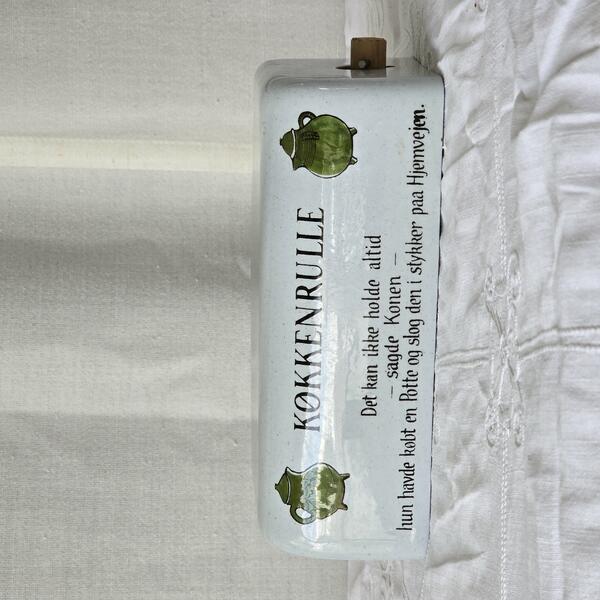 KØKKENRULLE
Det kan ikke holde altid
– sagde Konen –
hun havde købt en Potte og slog den i stykker paa Hjemvejen.